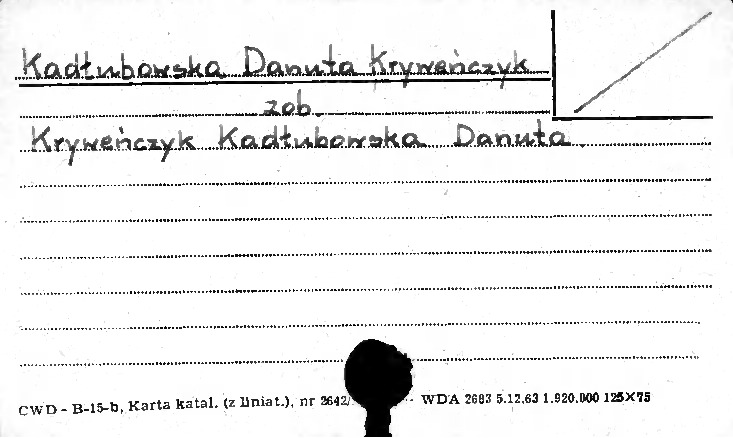 Kadłubowska Danuta Kryweńczyk
zob.
Kryweńczyk Kadłubowska Danuta.
CWD - B-15-b, Karta katal. (z liniat.), nr 2642/ WDA 2683 5.12.63 1.920.000 125X75